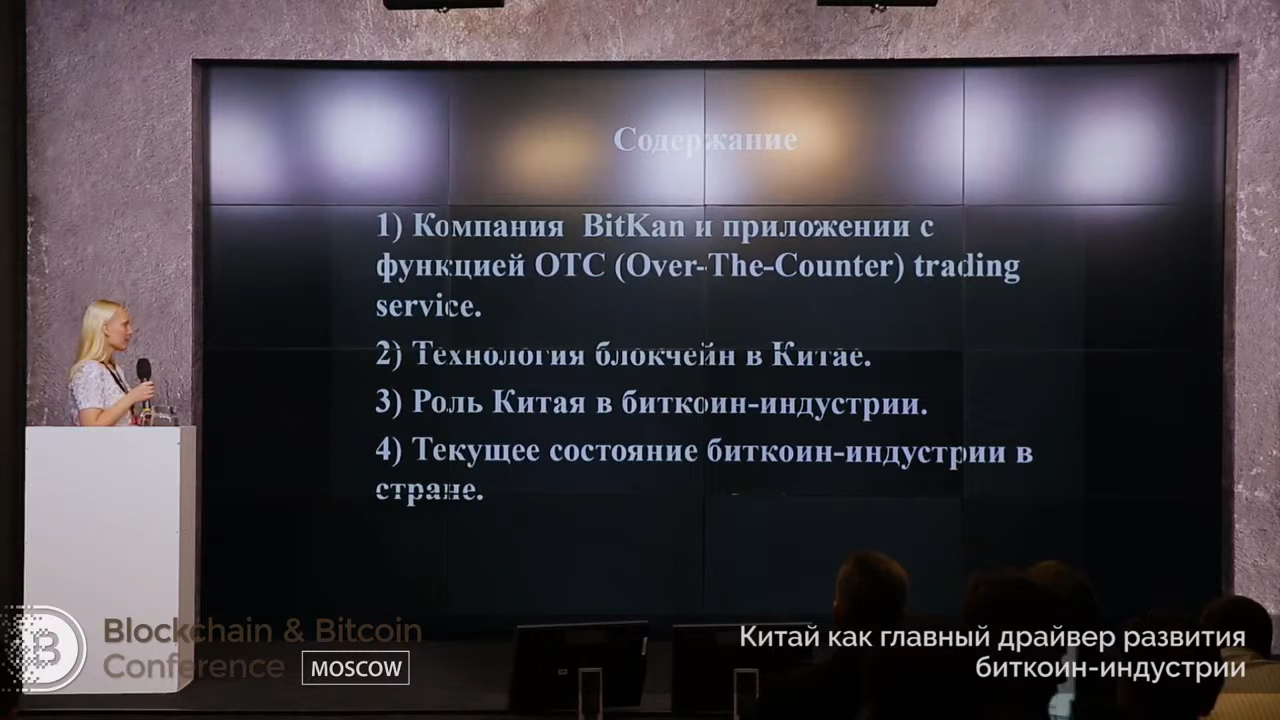 Содержание
1) Компания BitKan и приложении с
функцией OTC (Over-The-Counter) trading
service.
2) Технология блокчейн в Китае.
3) Роль Китая в биткоин-индустрии.
4) Текущее состояние биткоин-индустрии в
стране.
Blockchain & Bitcoin
Conference MOSCOW
Китай как главный драйвер развития
биткоин-индустрии